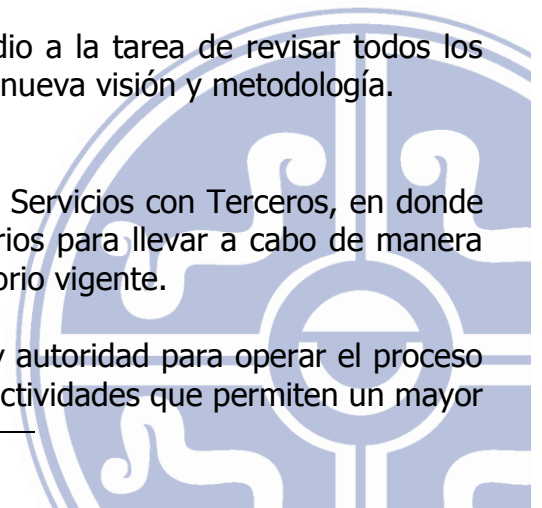 dio a la tarea de revisar todos los
nueva visión y metodología.
Servicios con Terceros, en donde
rios para llevar a cabo de manera
orio vigente.
y autoridad para operar el proceso
ctividades que permiten un mayor